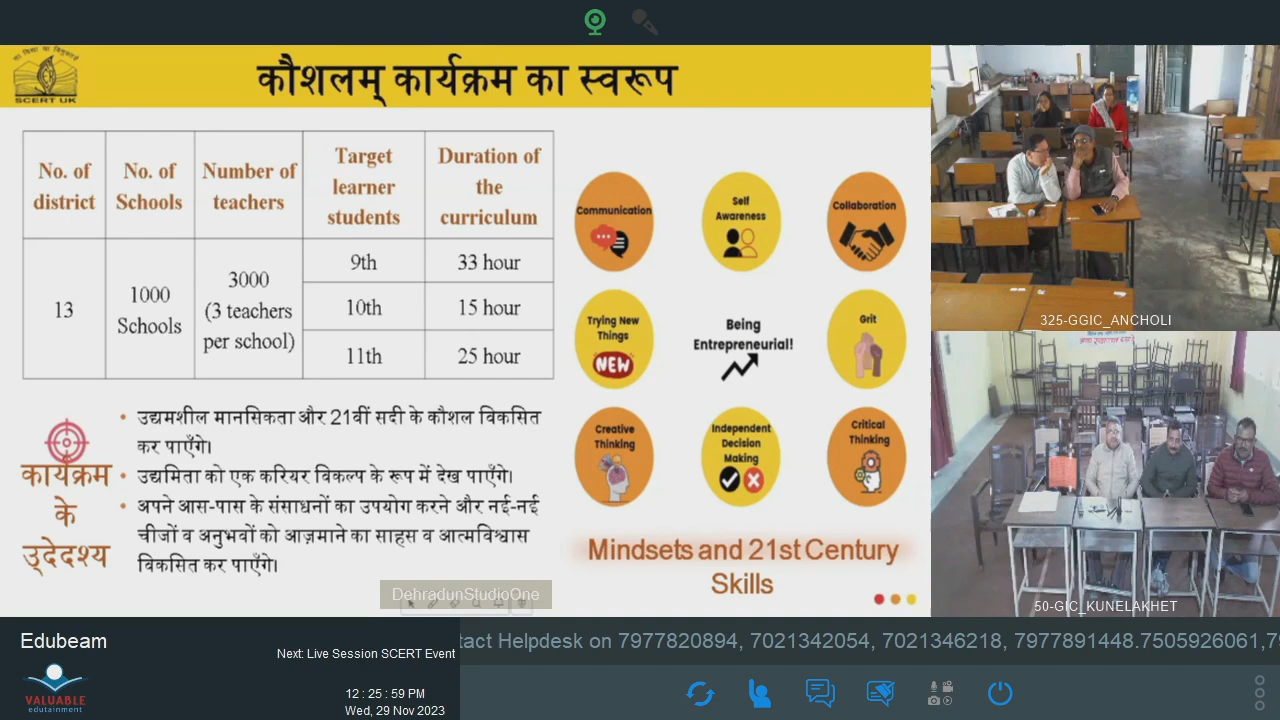 कौशलम् कार्यक्रम का स्वरूप
SCERT UK
No. of district
No. of Schools
Number of teachers
Target learner students
Duration of the curriculum
13
1000 Schools
3000 (3 teachers per school)
9th
33 hour
10th
15 hour
11th
25 hour
कार्यक्रम
के
उद्देश्य
• उद्यमशील मानसिकता और 21वीं सदी के कौशल विकसित
कर पाएँगे।
• उद्यमिता को एक करियर विकल्प के रूप में देख पाएँगे।
• अपने आस-पास के संसाधनों का उपयोग करने और नई-नई
चीजों व अनुभवों को आज़माने का साहस व आत्मविश्वास
विकसित कर पाएँगे।
Communication
Self
Awareness
Collaboration
Trying New
Things
NEW
Being
Entrepreneurial!
Grit
Creative
Thinking
Independent
Decision
Making
Critical
Thinking
Mindsets and 21st Century
Skills
DehradunStudioOne
325-GGIC_ANCHOLI
50-GIC_KUNELAKHET
Edubeam
Next: Live Session SCERT Event
tact Helpdesk on 7977820894, 7021342054, 7021346218, 7977891448.7505926061,79
VALUABLE
edutainment
12 : 25 : 59 PM
Wed, 29 Nov 2023